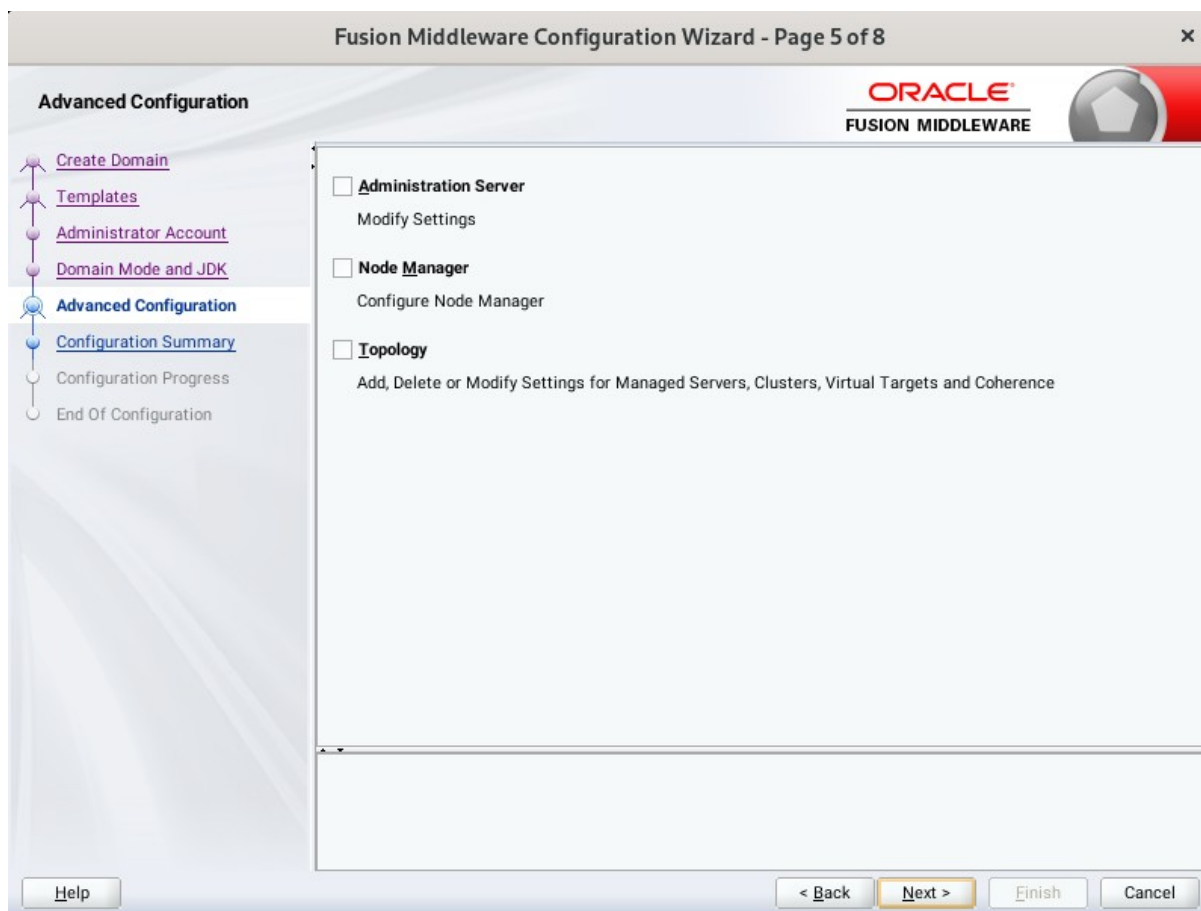 Fusion Middleware Configuration Wizard - Page 5 of 8
Advanced Configuration
ORACLE
FUSION MIDDLEWARE
Create Domain
Templates
Administrator Account
Domain Mode and JDK
Advanced Configuration
Configuration Summary
Configuration Progress
End Of Configuration
Administration Server
Modify Settings
Node Manager
Configure Node Manager
Topology
Add, Delete or Modify Settings for Managed Servers, Clusters, Virtual Targets and Coherence
Help
< Back
Next >
Finish
Cancel